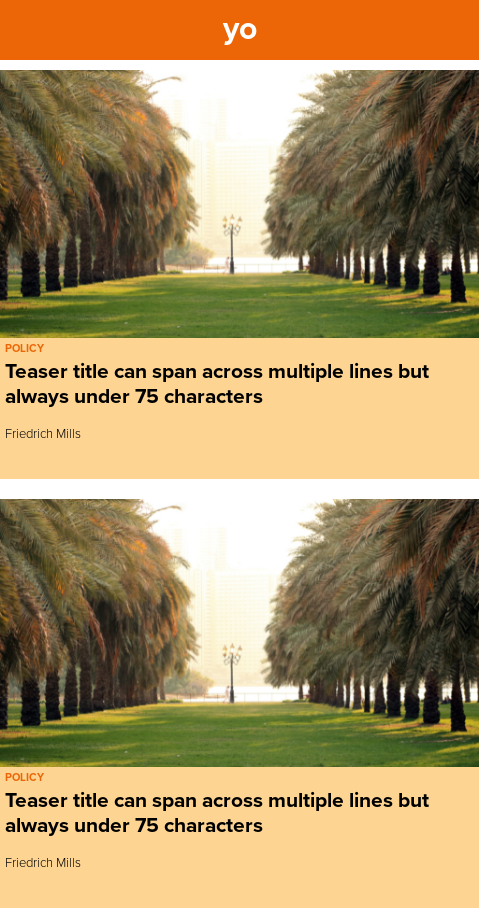 yo
POLICY
Teaser title can span across multiple lines but
always under 75 characters
Friedrich Mills
POLICY
Teaser title can span across multiple lines but
always under 75 characters
Friedrich Mills